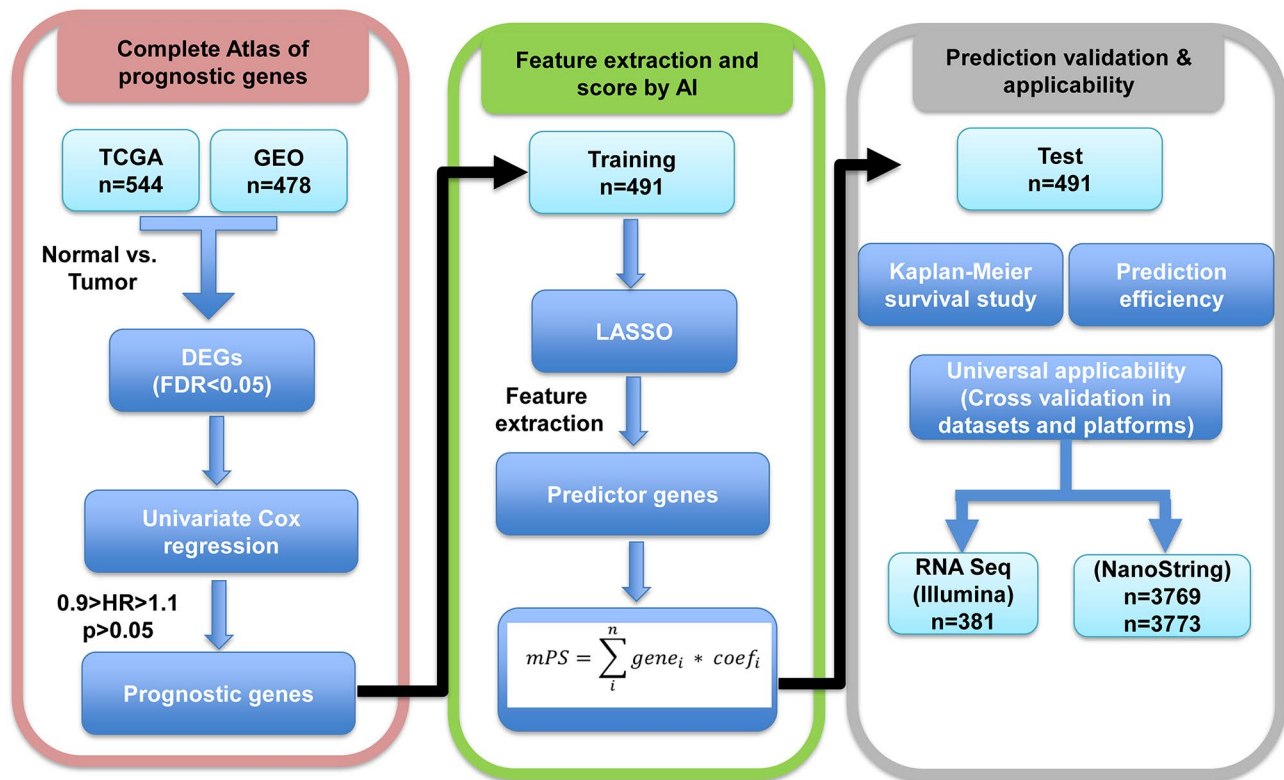 Complete Atlas of
prognostic genes
TCGA
n=544
GEO
n=478
Normal vs.
Tumor
DEGs
(FDR<0.05)
Univariate Cox
regression
0.9>HR>1.1
p>0.05
Prognostic genes
Feature extraction and
score by AI
Training
n=491
LASSO
Feature
extraction
Predictor genes
n
mPS = ∑ gene_i * coef_i
i
Prediction validation &
applicability
Test
n=491
Kaplan-Meier
survival study
Prediction
efficiency
Universal applicability
(Cross validation in
datasets and platforms)
RNA Seq
(Illumina)
n=381
(NanoString)
n=3769
n=3773